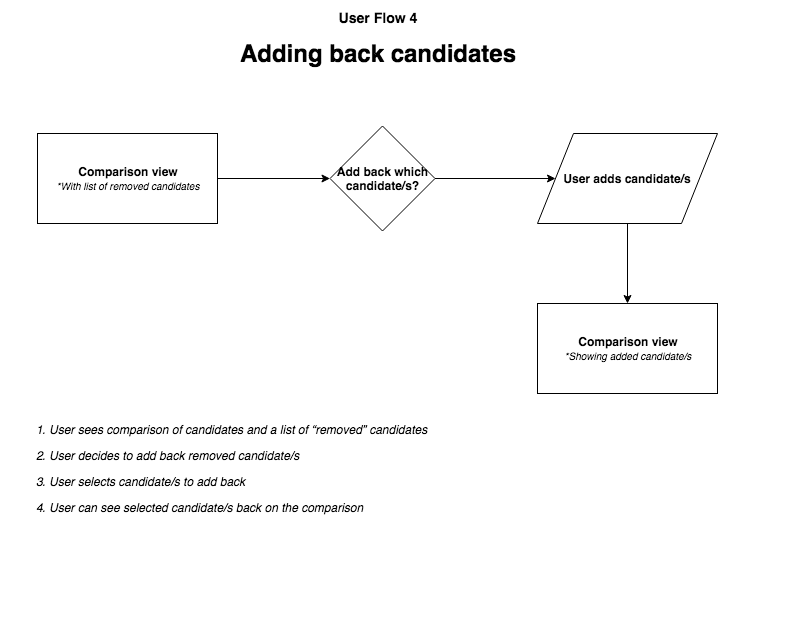 User Flow 4
Adding back candidates
Comparison view
*With list of removed candidates
Add back which
candidate/s?
User adds candidate/s
Comparison view
*Showing added candidate/s
1. User sees comparison of candidates and a list of “removed” candidates
2. User decides to add back removed candidate/s
3. User selects candidate/s to add back
4. User can see selected candidate/s back on the comparison